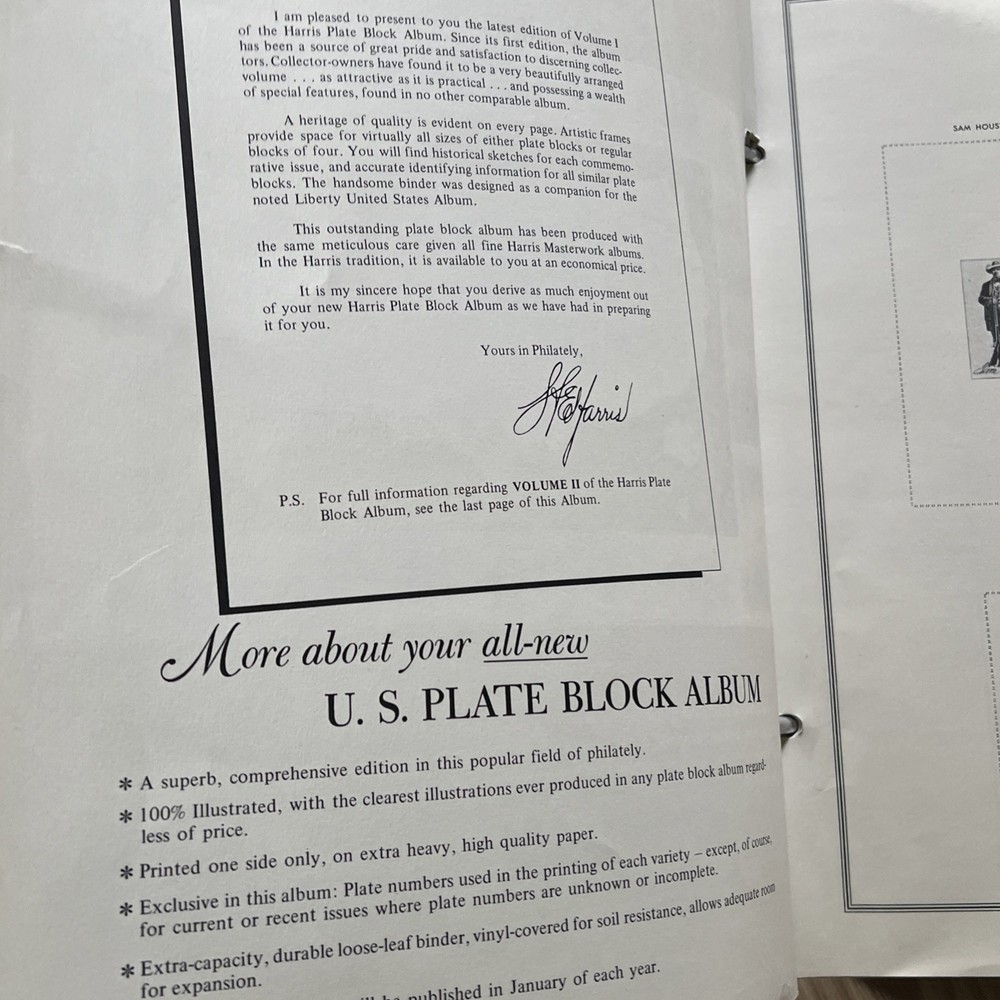 I am pleased to present to you the latest edition of Volume I
of the Harris Plate Block Album. Since its first edition, the album
has been a source of great pride and satisfaction to discerning collec-
tors. Collector-owners have found it to be a very beautifully arranged
volume . . . as attractive as it is practical . . . and possessing a wealth
of special features, found in no other comparable album.
A heritage of quality is evident on every page. Artistic frames
provide space for virtually all sizes of either plate blocks or regular
blocks of four. You will find historical sketches for each commemo-
rative issue, and accurate identifying information for all similar plate
blocks. The handsome binder was designed as a companion for the
noted Liberty United States Album.
This outstanding plate block album has been produced with
the same meticulous care given all fine Harris Masterwork albums.
In the Harris tradition, it is available to you at an economical price.
It is my sincere hope that you derive as much enjoyment out
of your new Harris Plate Block Album as we have had in preparing
it for you.
Yours in Philately,
Harris
P.S. For full information regarding VOLUME II of the Harris Plate
Block Album, see the last page of this Album.
More about your all-new
U. S. PLATE BLOCK ALBUM
* A superb, comprehensive edition in this popular field of philately.
* 100% Illustrated, with the clearest illustrations ever produced in any plate block album regard-
less of price.
* Printed one side only, on extra heavy, high quality paper.
* Exclusive in this album: Plate numbers used in the printing of each variety – except, of course,
for current or recent issues where plate numbers are unknown or incomplete.
* Extra-capacity, durable loose-leaf binder, vinyl-covered for soil resistance, allows adequate room
for expansion.
be published in January of each year.
SAM HOUS